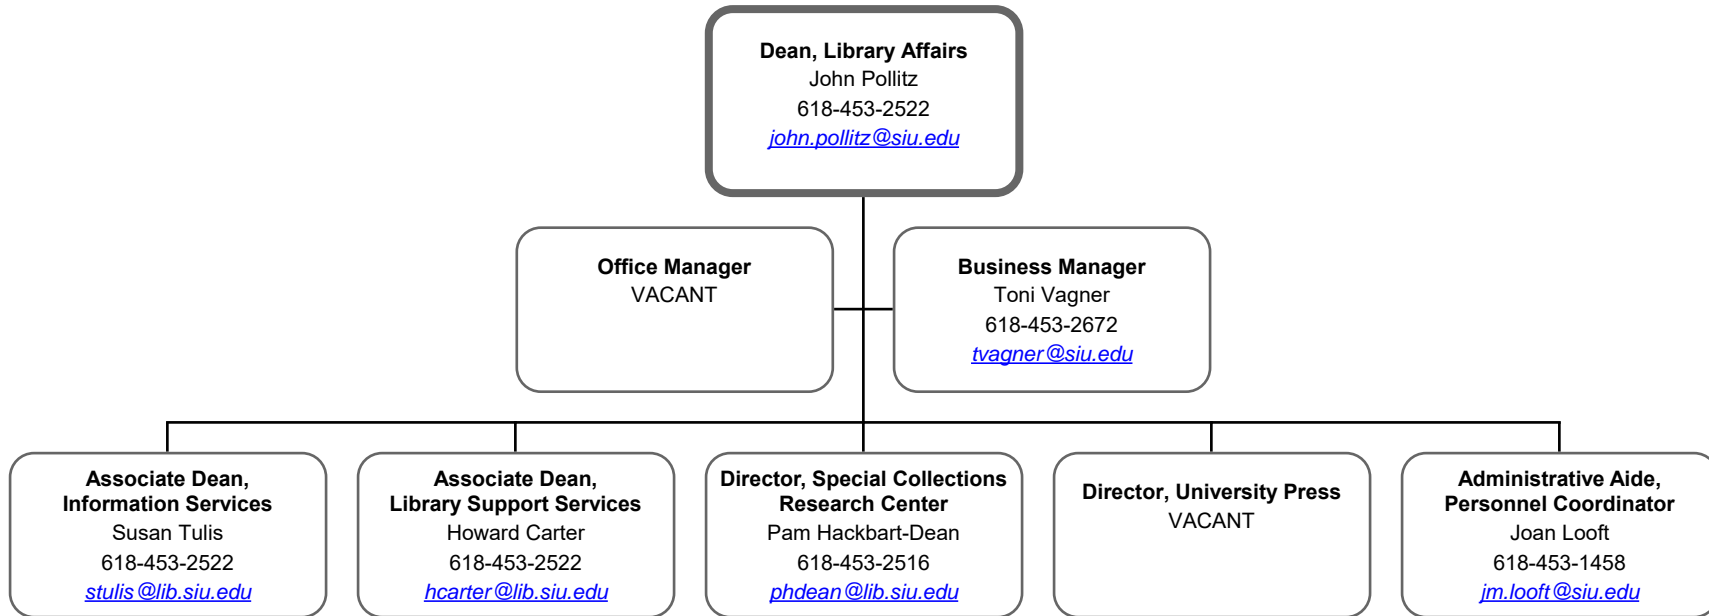 Dean, Library Affairs
John Pollitz
618-453-2522
john.pollitz@siu.edu
Office Manager
VACANT
Business Manager
Toni Vagner
618-453-2672
tvagner@siu.edu
Associate Dean,
Information Services
Susan Tulis
618-453-2522
stulis@lib.siu.edu
Associate Dean,
Library Support Services
Howard Carter
618-453-2522
hcarter@lib.siu.edu
Director, Special Collections
Research Center
Pam Hackbart-Dean
618-453-2516
phdean@lib.siu.edu
Director, University Press
VACANT
Administrative Aide,
Personnel Coordinator
Joan Looft
618-453-1458
jm.looft@siu.edu